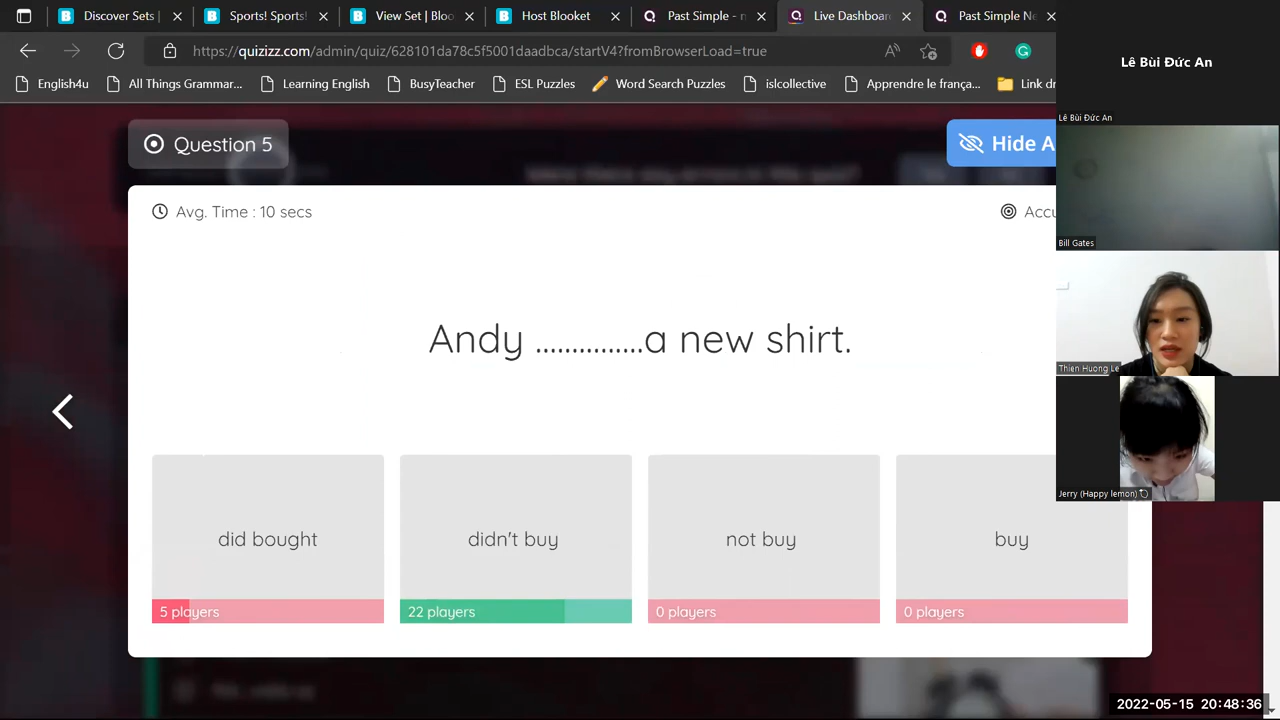 Discover Sets |
Sports! Sports!
View Set | Bloo
Host Blooket
Past Simple - n
Live Dashboard
Past Simple Ne
https://quizizz.com/admin/quiz/628101da78c5f5001daadbca/startV4?fromBrowserLoad=true
English4u
All Things Grammar...
Learning English
BusyTeacher
ESL Puzzles
Word Search Puzzles
islcollective
Apprendre le frança...
Link dr
Lê Bùi Đức An
Lê Bùi Đức An
Question 5
Hide A
Avg. Time : 10 secs
Accu
Bill Gates
Andy ...............a new shirt.
Thien Huong Le
Jerry (Happy lemon)
did bought
didn't buy
not buy
buy
5 players
22 players
0 players
0 players
2022-05-15 20:48:36